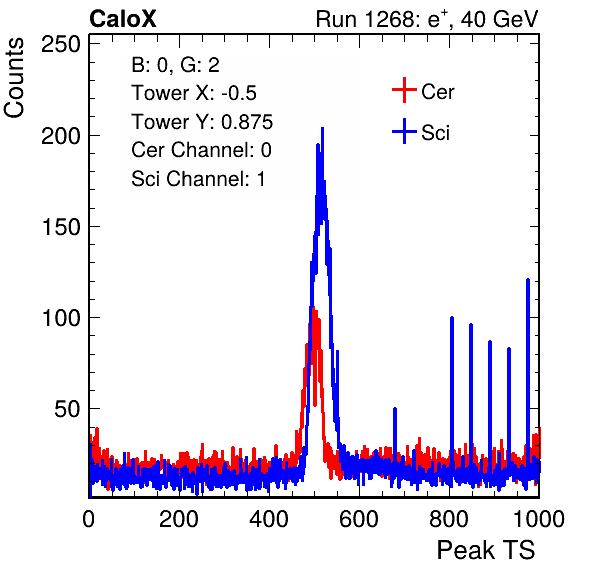 CaloX
Run 1268: e+, 40 GeV
Counts
250
200
150
100
50
B: 0, G: 2
Tower X: -0.5
Tower Y: 0.875
Cer Channel: 0
Sci Channel: 1
Cer
Sci
0 200 400 600 800 1000
Peak TS